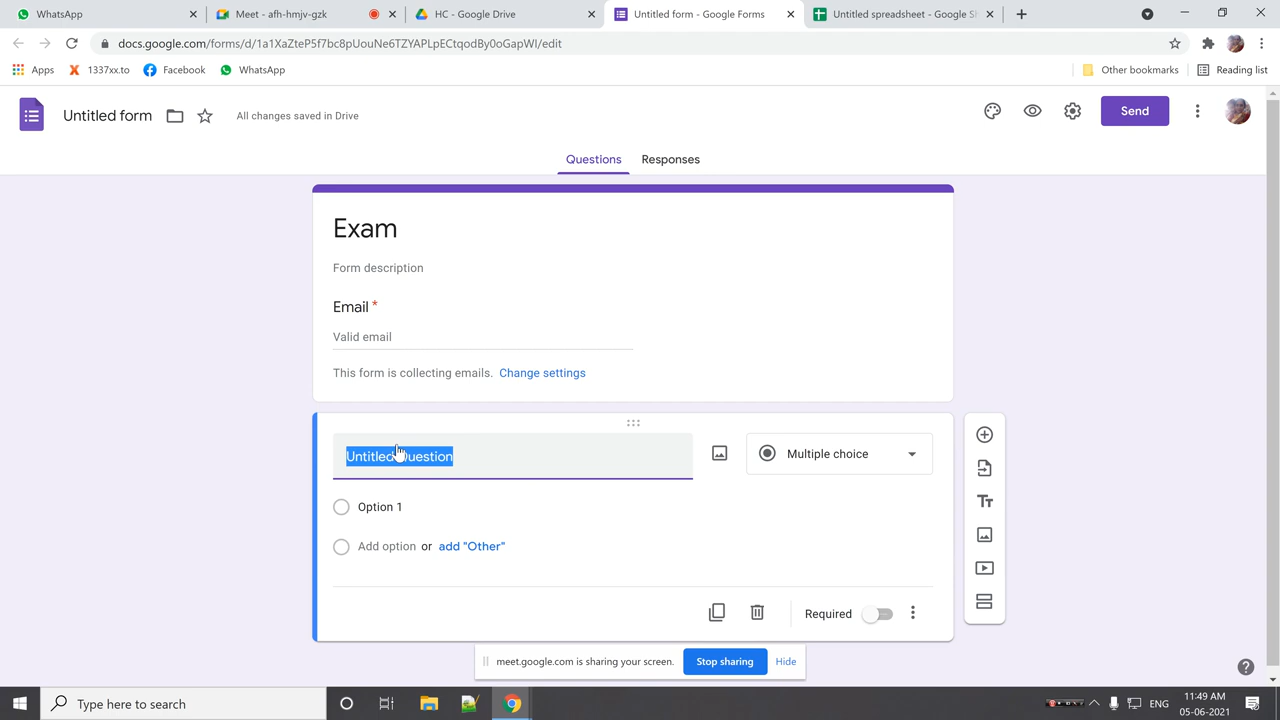 WhatsApp
Meet - afh-hmjv-gzk
HC - Google Drive
Untitled form - Google Forms
Untitled spreadsheet - Google Sh
docs.google.com/forms/d/1a1XaZteP5f7bc8pUouNe6TZYAPLpECtqodBy0oGapWI/edit
Apps
1337xx.to
Facebook
WhatsApp
Other bookmarks
Reading list
Untitled form
All changes saved in Drive
Send
Questions
Responses
Exam
Form description
Email *
Valid email
This form is collecting emails. Change settings
Untitled Question
Multiple choice
Option 1
Add option or add "Other"
Required
meet.google.com is sharing your screen.
Stop sharing
Hide
Type here to search
ENG
11:49 AM
05-06-2021